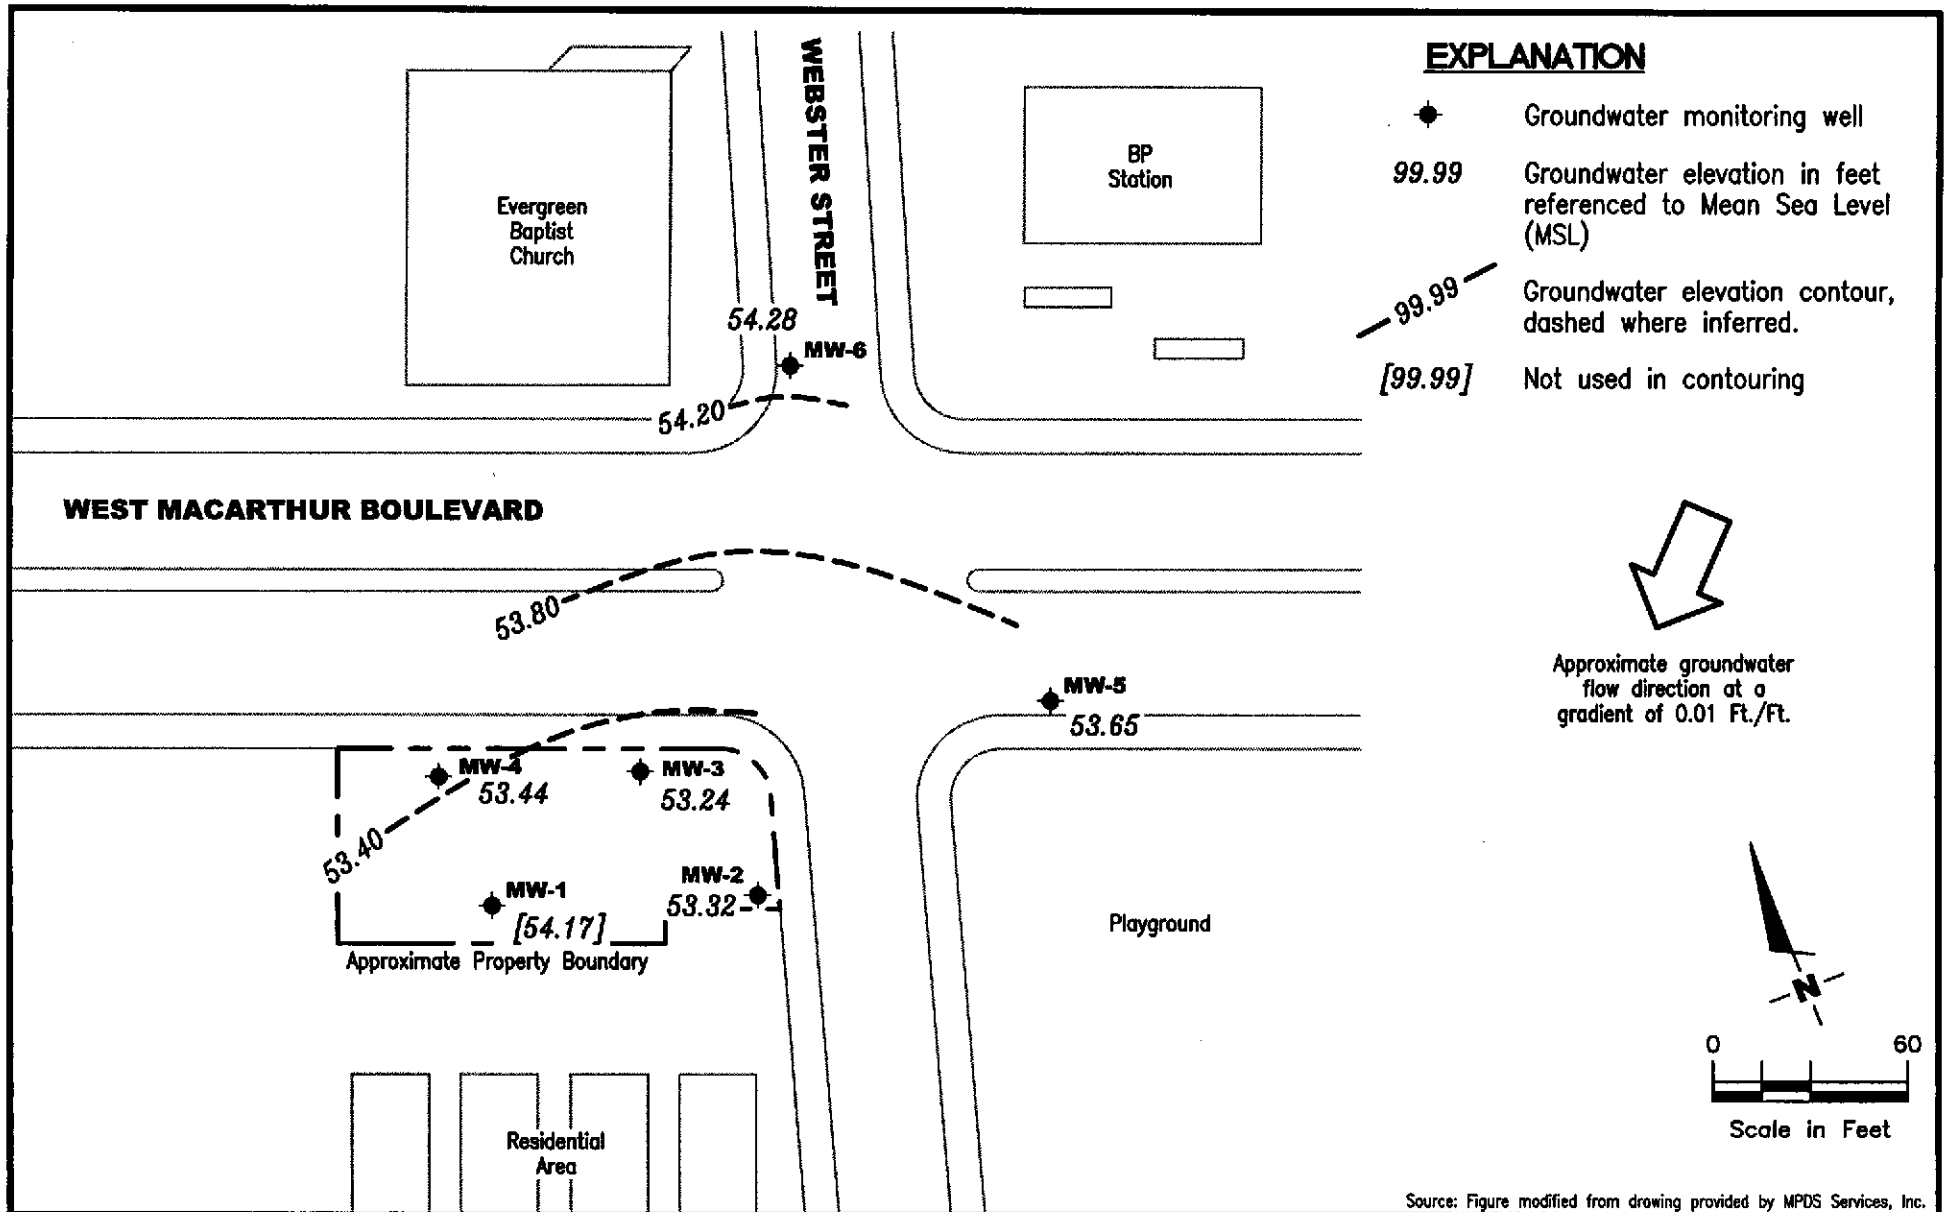 EXPLANATION
Groundwater monitoring well
99.99
Groundwater elevation in feet
referenced to Mean Sea Level
(MSL)
99.99
Groundwater elevation contour,
dashed where inferred.
[99.99]
Not used in contouring
WEBSTER STREET
Evergreen
Baptist
Church
BP
Station
54.28
MW-6
54.20
WEST MACARTHUR BOULEVARD
53.80
MW-5
53.65
Approximate groundwater
flow direction at a
gradient of 0.01 Ft./Ft.
MW-4
53.44
MW-3
53.24
53.40
MW-1
[54.17]
MW-2
53.32
Approximate Property Boundary
Playground
Residential
Area
N
0 60
Scale in Feet
Source: Figure modified from drawing provided by MPDS Services, Inc.